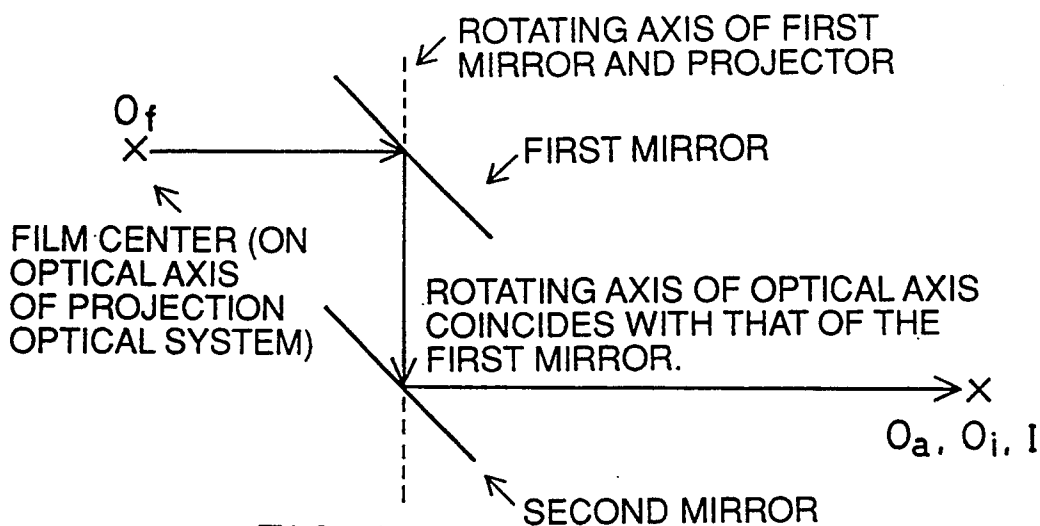 ROTATING AXIS OF FIRST
MIRROR AND PROJECTOR
Of
FIRST MIRROR
FILM CENTER (ON
OPTICAL AXIS
OF PROJECTION
OPTICAL SYSTEM)
ROTATING AXIS OF OPTICAL AXIS
COINCIDES WITH THAT OF THE
FIRST MIRROR.
Oa, Oi, I
SECOND MIRROR